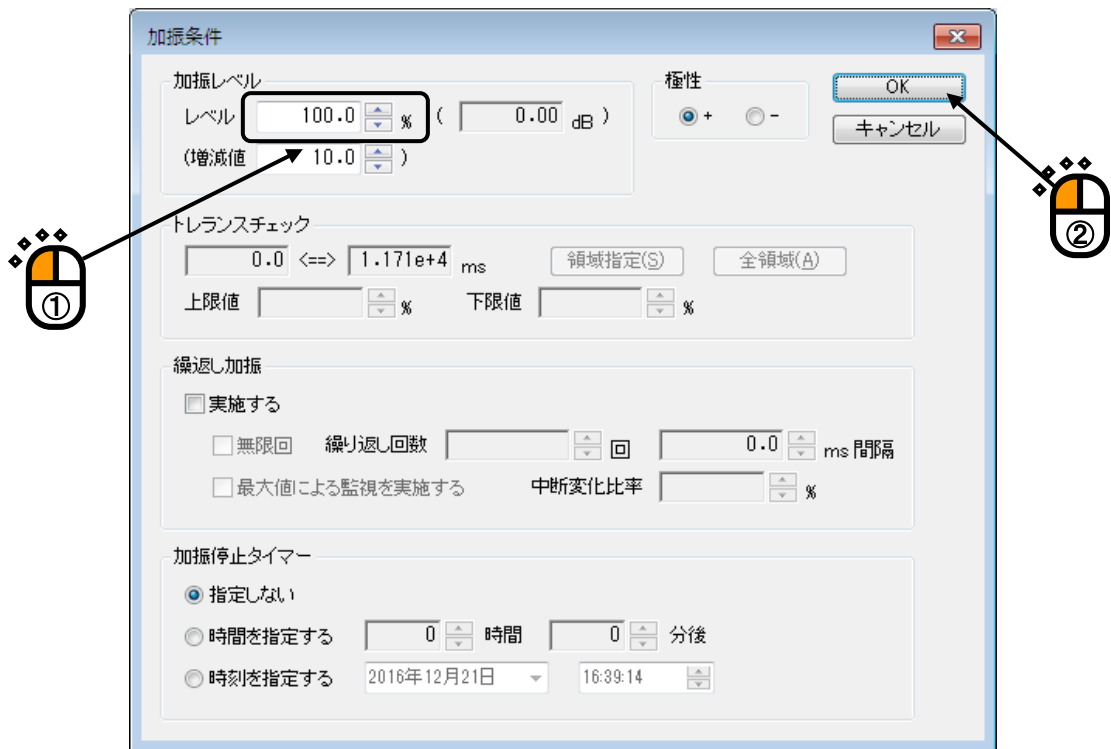 加振条件
加振レベル
極性
OK
レベル 100.0 % ( 0.00 dB )
+ -
キャンセル
(増減値 10.0 )
②
トレランスチェック
0.0 <==> 1.171e+4 ms 領域指定(S) 全領域(A)
①
上限値 % 下限値 %
繰返し加振
実施する
無限回 繰り返し回数 回 0.0 ms 間隔
最大値による監視を実施する 中断変化比率 %
加振停止タイマー
指定しない
時間を指定する 0 時間 0 分後
時刻を指定する 2016年12月21日 16:39:14